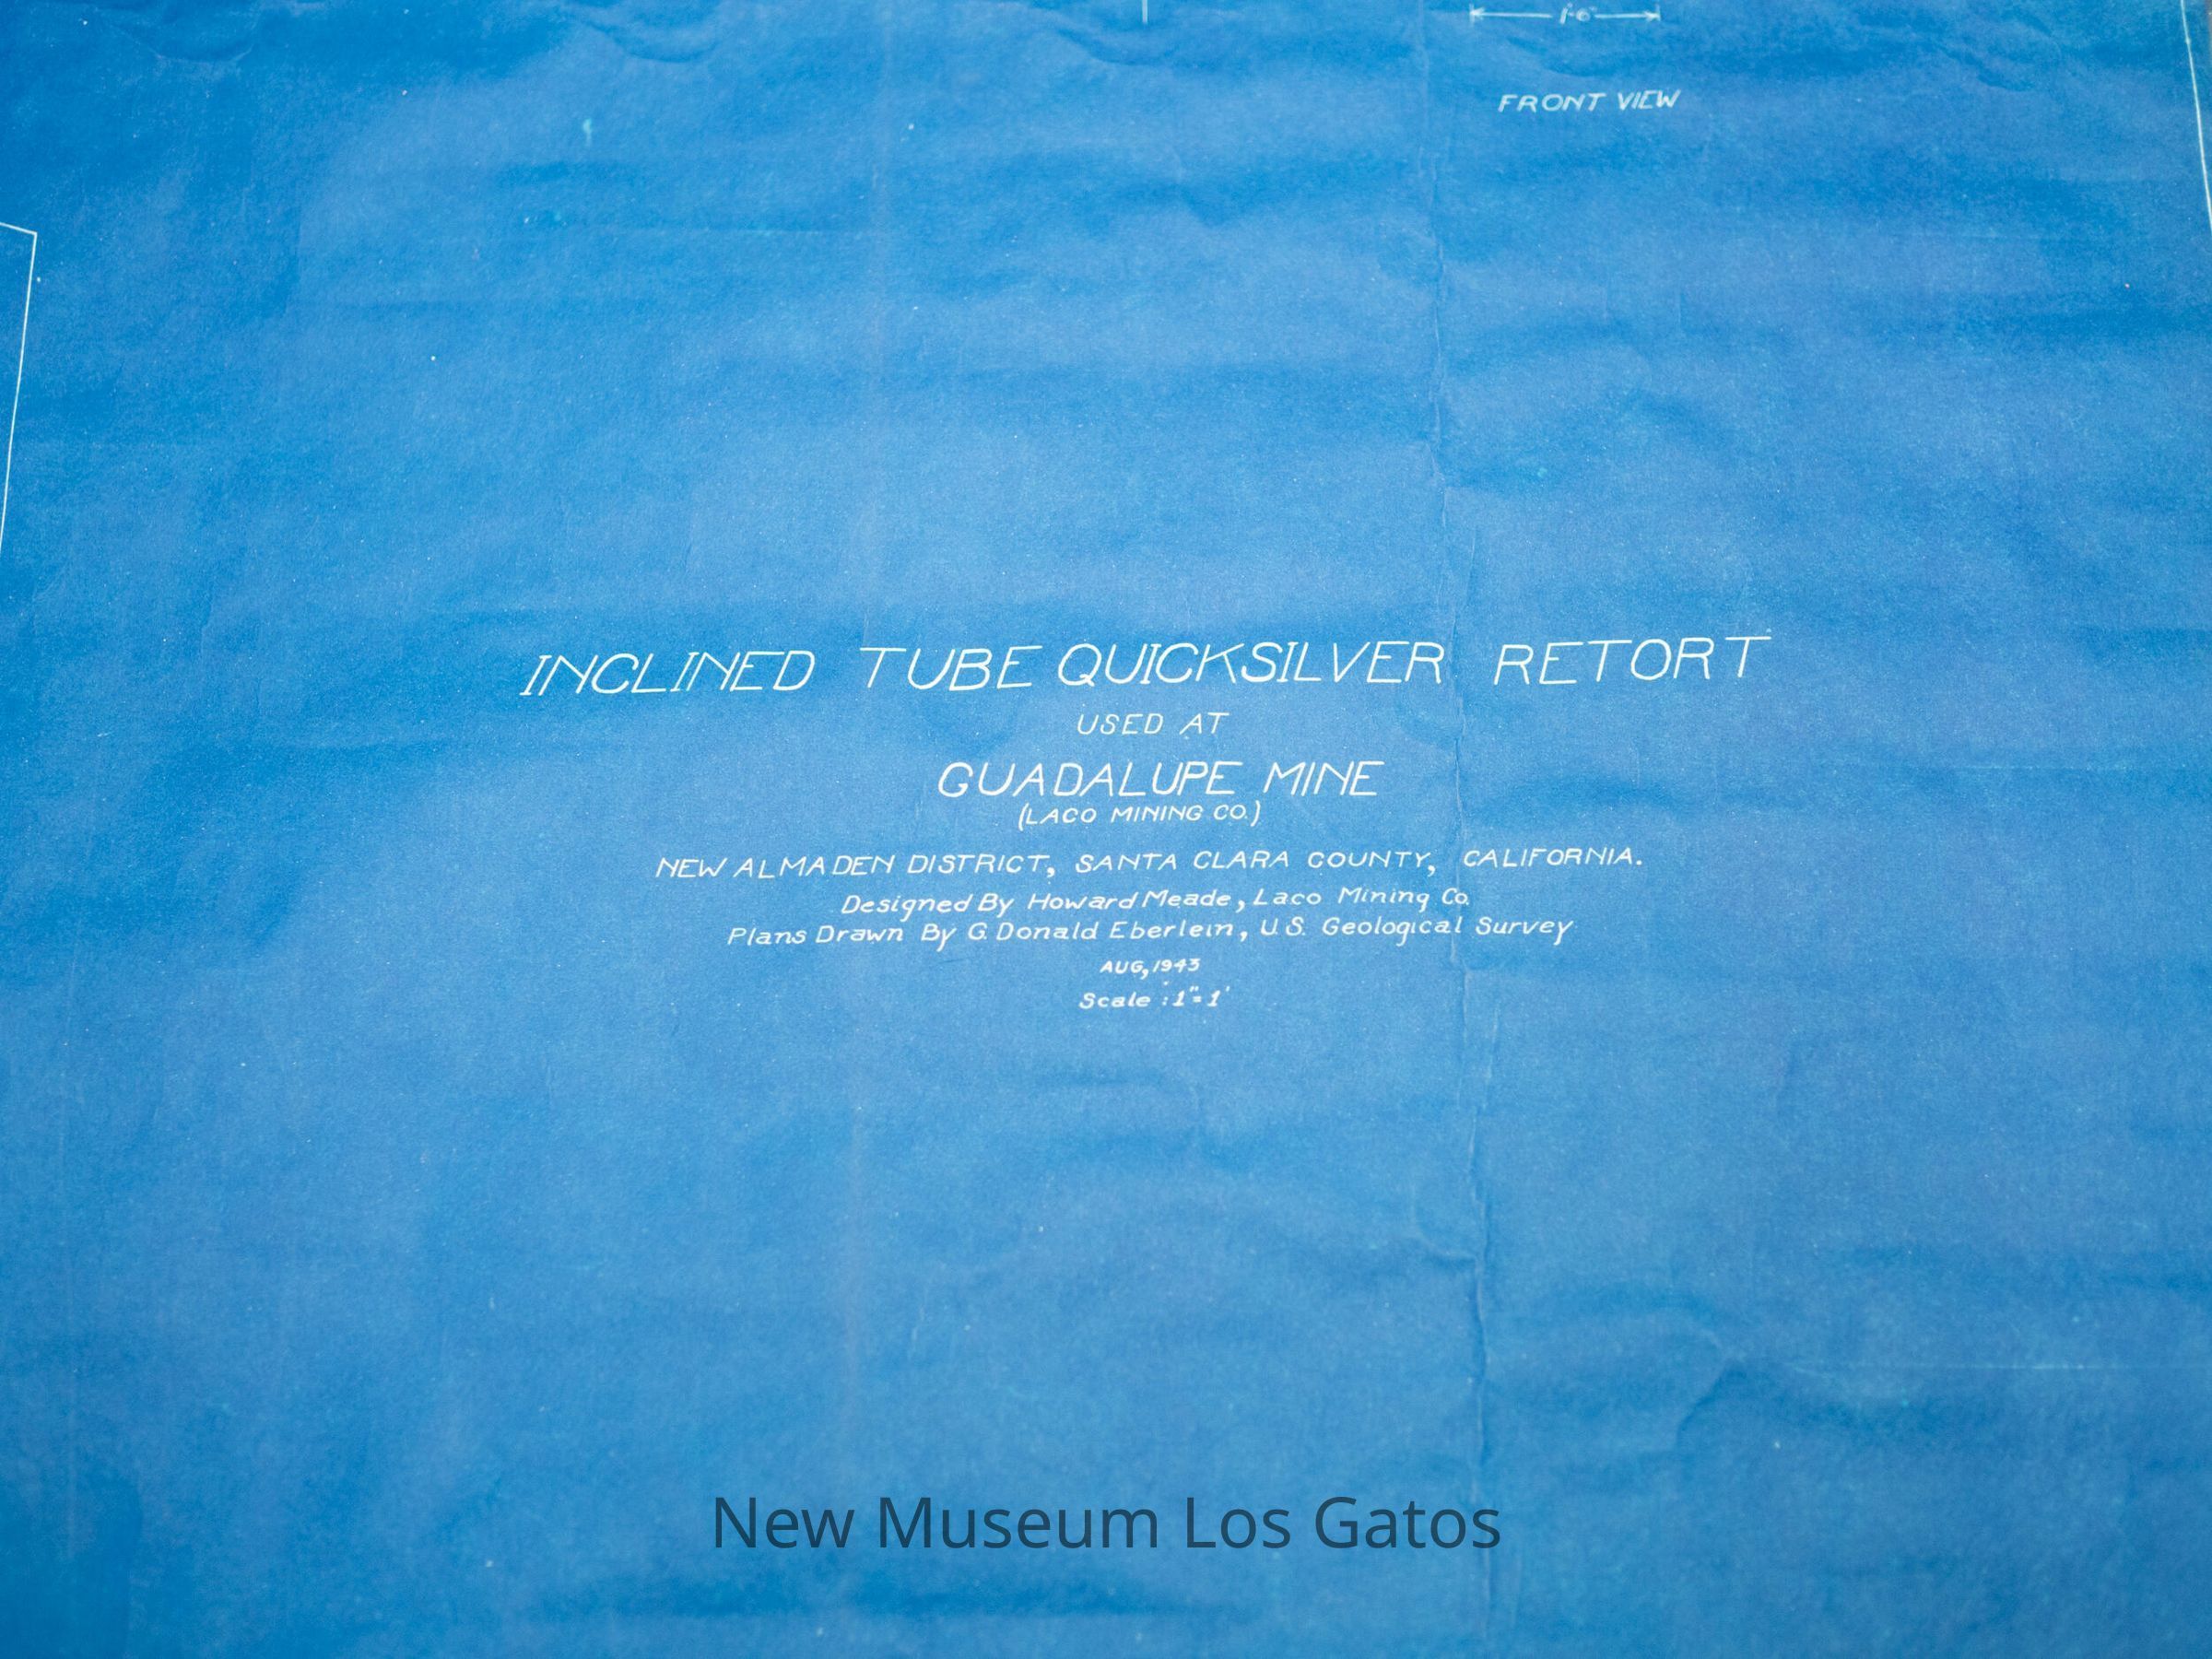 1'-0"
FRONT VIEW
INCLINED TUBE QUICKSILVER RETORT
USED AT
GUADALUPE MINE
(LACO MINING CO.)
NEW ALMADEN DISTRICT, SANTA CLARA COUNTY, CALIFORNIA.
Designed By Howard Meade, Laco Mining Co.
Plans Drawn By G. Donald Eberlein, U.S. Geological Survey
AUG, 1943
Scale : 1"=1'
New Museum Los Gatos